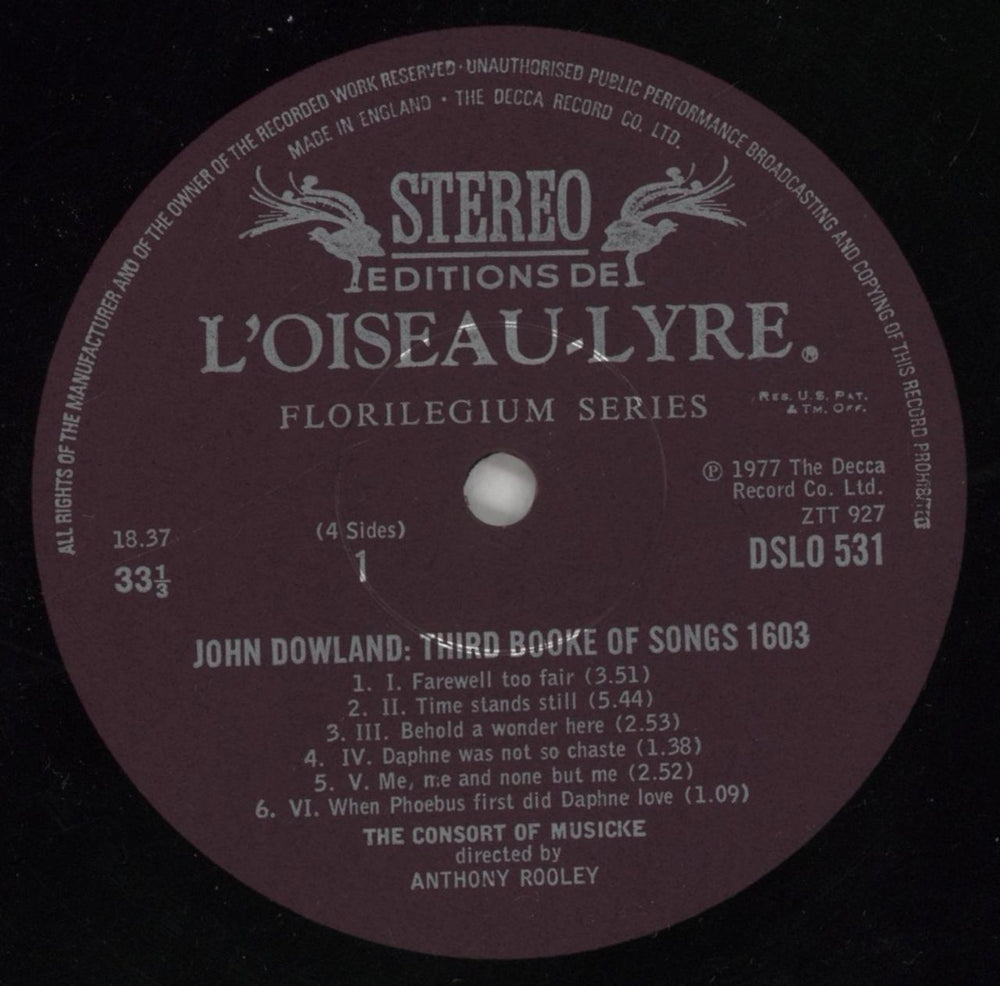 ALL RIGHTS OF THE MANUFACTURER AND OF THE OWNER OF THE RECORDED WORK RESERVED · UNAUTHORISED PUBLIC PERFORMANCE BROADCASTING AND COPYING OF THIS RECORD PROHIBITED
MADE IN ENGLAND • THE DECCA RECORD CO. LTD.
STEREO
EDITIONS DE
L'OISEAU-LYRE.®
FLORILEGIUM SERIES
REG. U.S. PAT.
& TM. OFF.
℗ 1977 The Decca
Record Co. Ltd.
ZTT 927
DSLO 531
18.37
33⅓
(4 Sides)
1
JOHN DOWLAND: THIRD BOOKE OF SONGS 1603
1. I. Farewell too fair (3.51)
2. II. Time stands still (5.44)
3. III. Behold a wonder here (2.53)
4. IV. Daphne was not so chaste (1.38)
5. V. Me, me and none but me (2.52)
6. VI. When Phoebus first did Daphne love (1.09)
THE CONSORT OF MUSICKE
directed by
ANTHONY ROOLEY